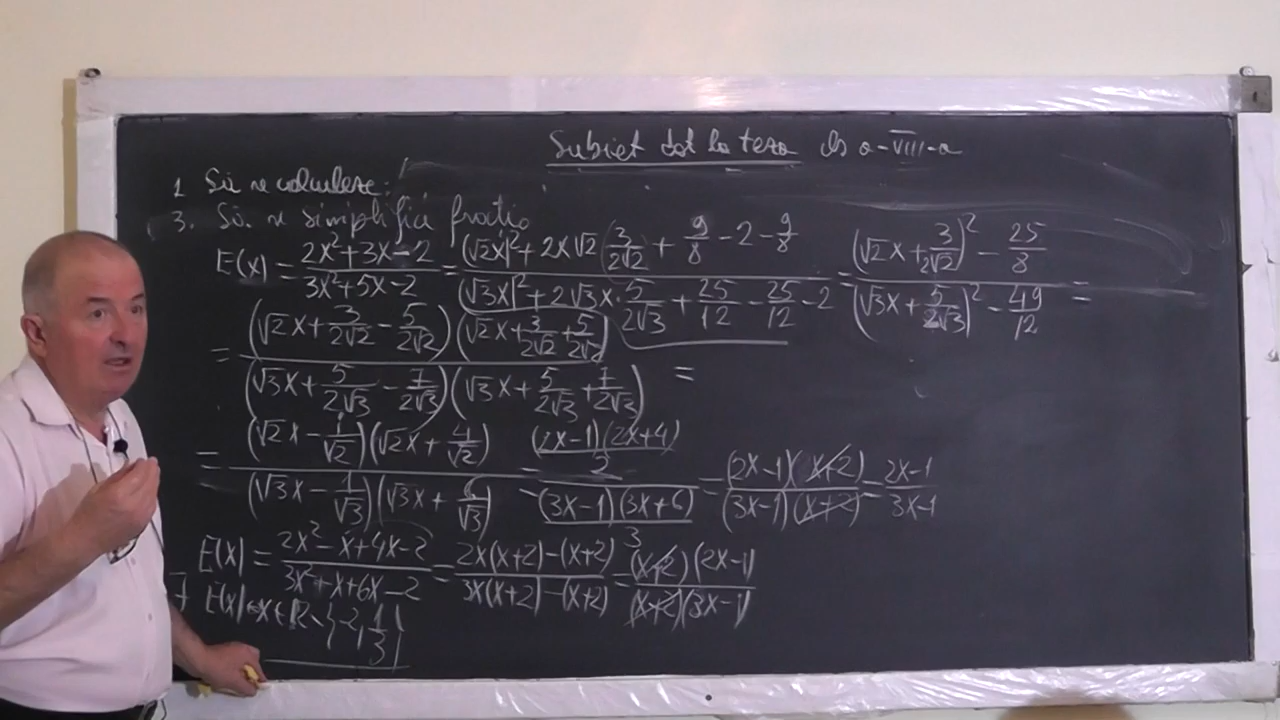 Subiect dat la teza cls a-VIII-a
1 Să se calculeze:
3. Să se simplifice fracția
E(x) = (2x²+3x-2)/(3x²+5x-2) = ((√2x)²+2x√2·3/(2√2)+9/8-2-9/8)/((√3x)²+2√3x·5/(2√3)+25/12-25/12-2) = ((√2x+3/(2√2))²-25/8)/((√3x+5/(2√3))²-49/12) =
= ((√2x+3/(2√2)-5/(2√2))(√2x+3/(2√2)+5/(2√2)))/((√3x+5/(2√3)-7/(2√3))(√3x+5/(2√3)+7/(2√3))) =
= ((√2x-1/√2)(√2x+4/√2))/((√3x-1/√3)(√3x+6/√3)) = ((2x-1)(2x+4)/2)/((3x-1)(3x+6)/3) = ((2x-1)(x+2))/((3x-1)(x+2)) = (2x-1)/(3x-1)
E(x) = (2x²-x+4x-2)/(3x²-x+6x-2) = (2x(x+2)-(x+2))/(3x(x+2)-(x+2)) = ((x+2)(2x-1))/((x+2)(3x-1))
∃ E(x) ⇔ x∈R∖{-2,1/3}